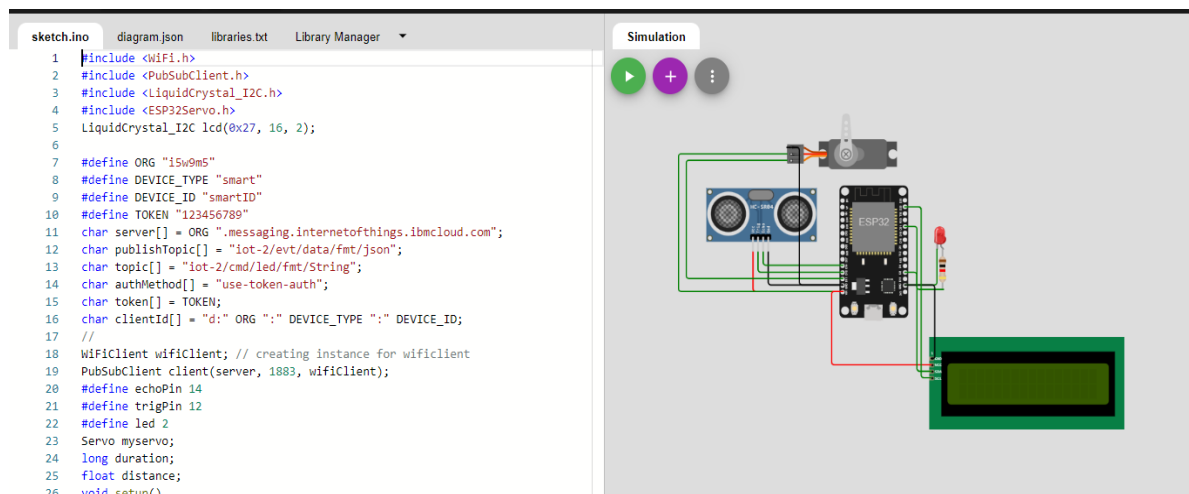 sketch.ino diagram.json libraries.txt Library Manager
1 #include <WiFi.h>
2 #include <PubSubClient.h>
3 #include <LiquidCrystal_I2C.h>
4 #include <ESP32Servo.h>
5 LiquidCrystal_I2C lcd(0x27, 16, 2);
6
7 #define ORG "i5w9m5"
8 #define DEVICE_TYPE "smart"
9 #define DEVICE_ID "smartID"
10 #define TOKEN "123456789"
11 char server[] = ORG ".messaging.internetofthings.ibmcloud.com";
12 char publishTopic[] = "iot-2/evt/data/fmt/json";
13 char topic[] = "iot-2/cmd/led/fmt/String";
14 char authMethod[] = "use-token-auth";
15 char token[] = TOKEN;
16 char clientId[] = "d:" ORG ":" DEVICE_TYPE ":" DEVICE_ID;
17 //
18 WiFiClient wifiClient; // creating instance for wificlient
19 PubSubClient client(server, 1883, wifiClient);
20 #define echoPin 14
21 #define trigPin 12
22 #define led 2
23 Servo myservo;
24 long duration;
25 float distance;
26 void setup()
Simulation
HC-SR04
ESP32